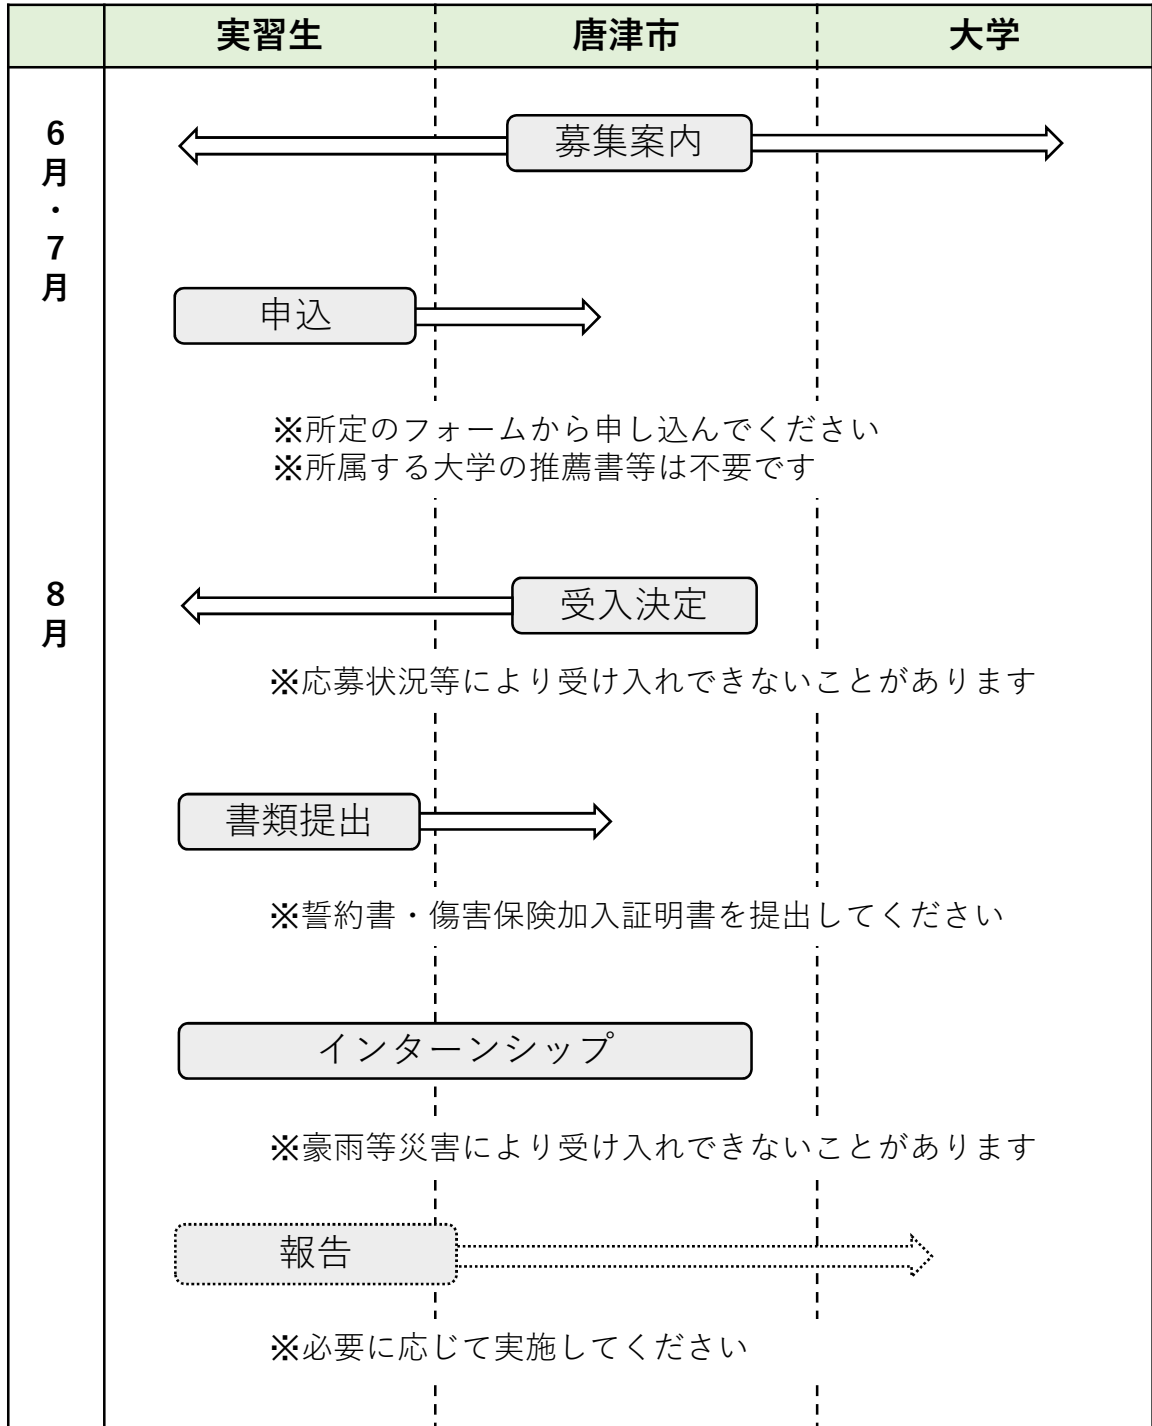 実習生 唐津市 大学
6月・7月
募集案内
申込
※所定のフォームから申し込んでください
※所属する大学の推薦書等は不要です
8月
受入決定
※応募状況等により受け入れできないことがあります
書類提出
※誓約書・傷害保険加入証明書を提出してください
インターンシップ
※豪雨等災害により受け入れできないことがあります
報告
※必要に応じて実施してください